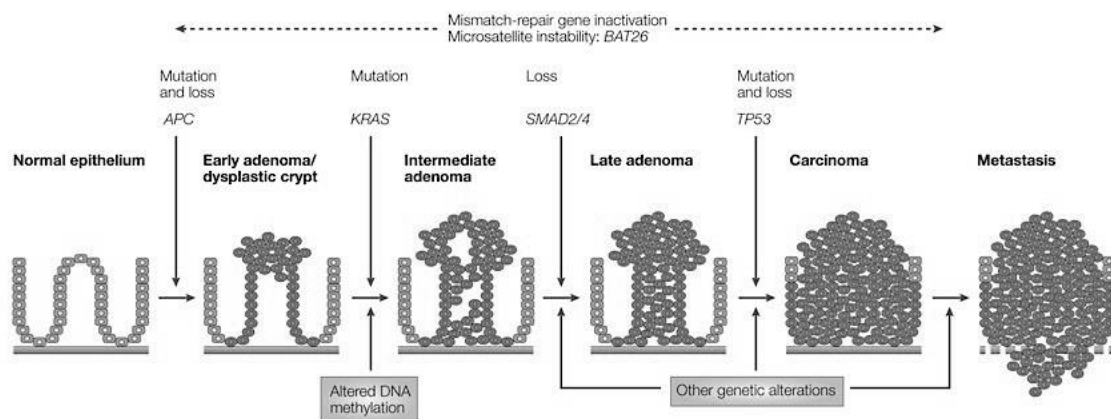 Mismatch-repair gene inactivation
Microsatellite instability: BAT26
Mutation
and loss
APC
Mutation
KRAS
Loss
SMAD2/4
Mutation
and loss
TP53
Normal epithelium
Early adenoma/
dysplastic crypt
Intermediate
adenoma
Late adenoma
Carcinoma
Metastasis
Altered DNA
methylation
Other genetic alterations